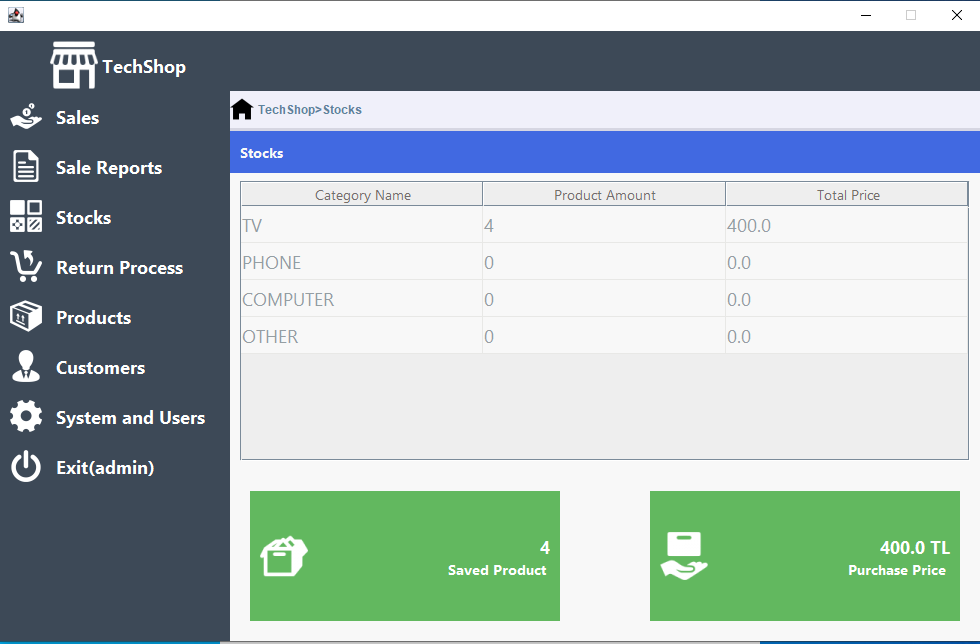 TechShop
Sales
Sale Reports
Stocks
Return Process
Products
Customers
System and Users
Exit(admin)
TechShop>Stocks
Stocks
Category Name Product Amount Total Price
TV 4 400.0
PHONE 0 0.0
COMPUTER 0 0.0
OTHER 0 0.0
4
Saved Product
400.0 TL
Purchase Price